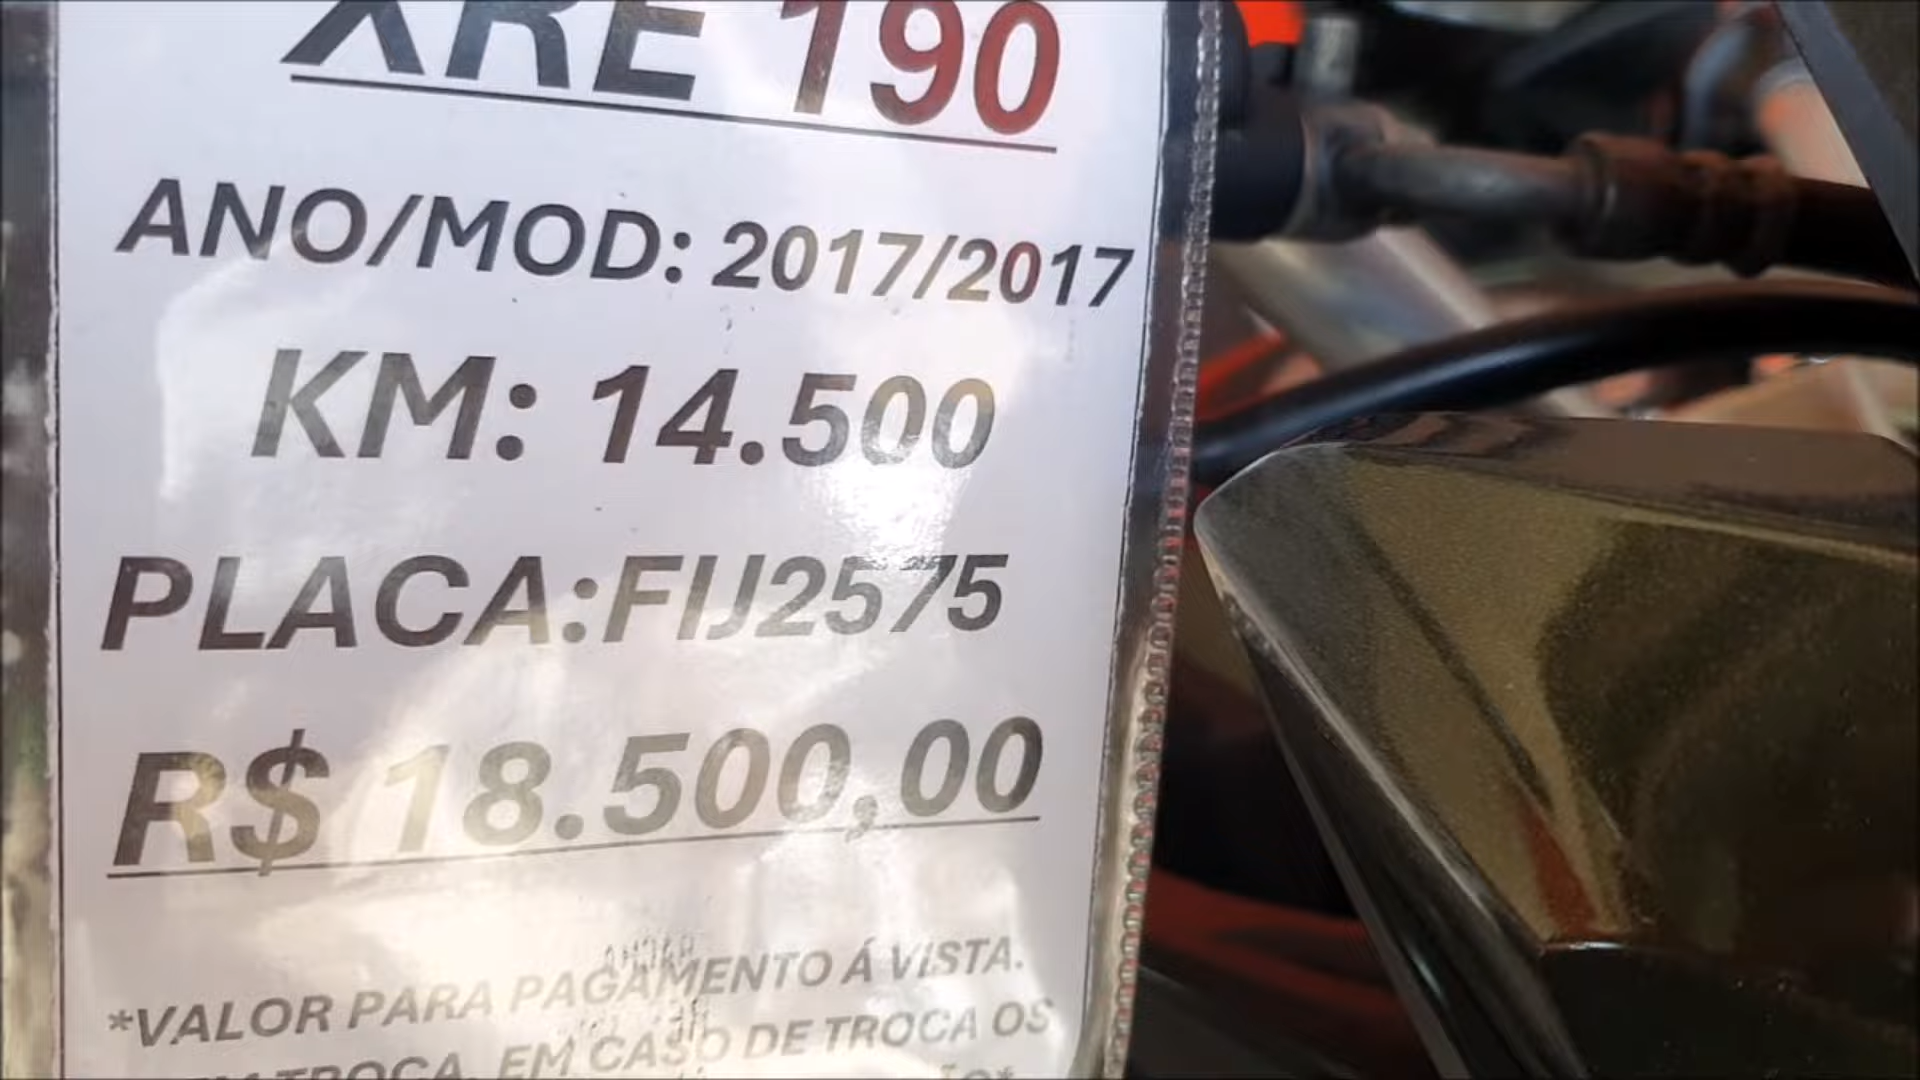 XRE 190
ANO/MOD: 2017/2017
KM: 14.500
PLACA:FIJ2575
R$ 18.500,00
*VALOR PARA PAGAMENTO Á VISTA.
TROCA. EM CASO DE TROCA OS